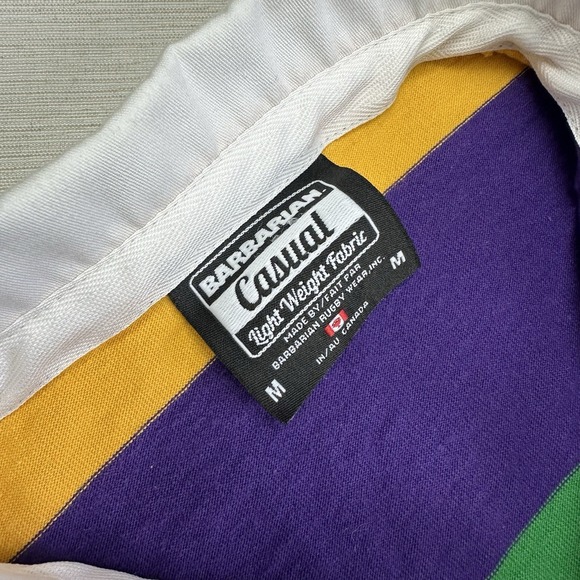 BARBARIAN
Casual
Light Weight Fabric
MADE BY/FAIT PAR
BARBARIAN RUGBY WEAR, INC.
IN/AU CANADA
M
M